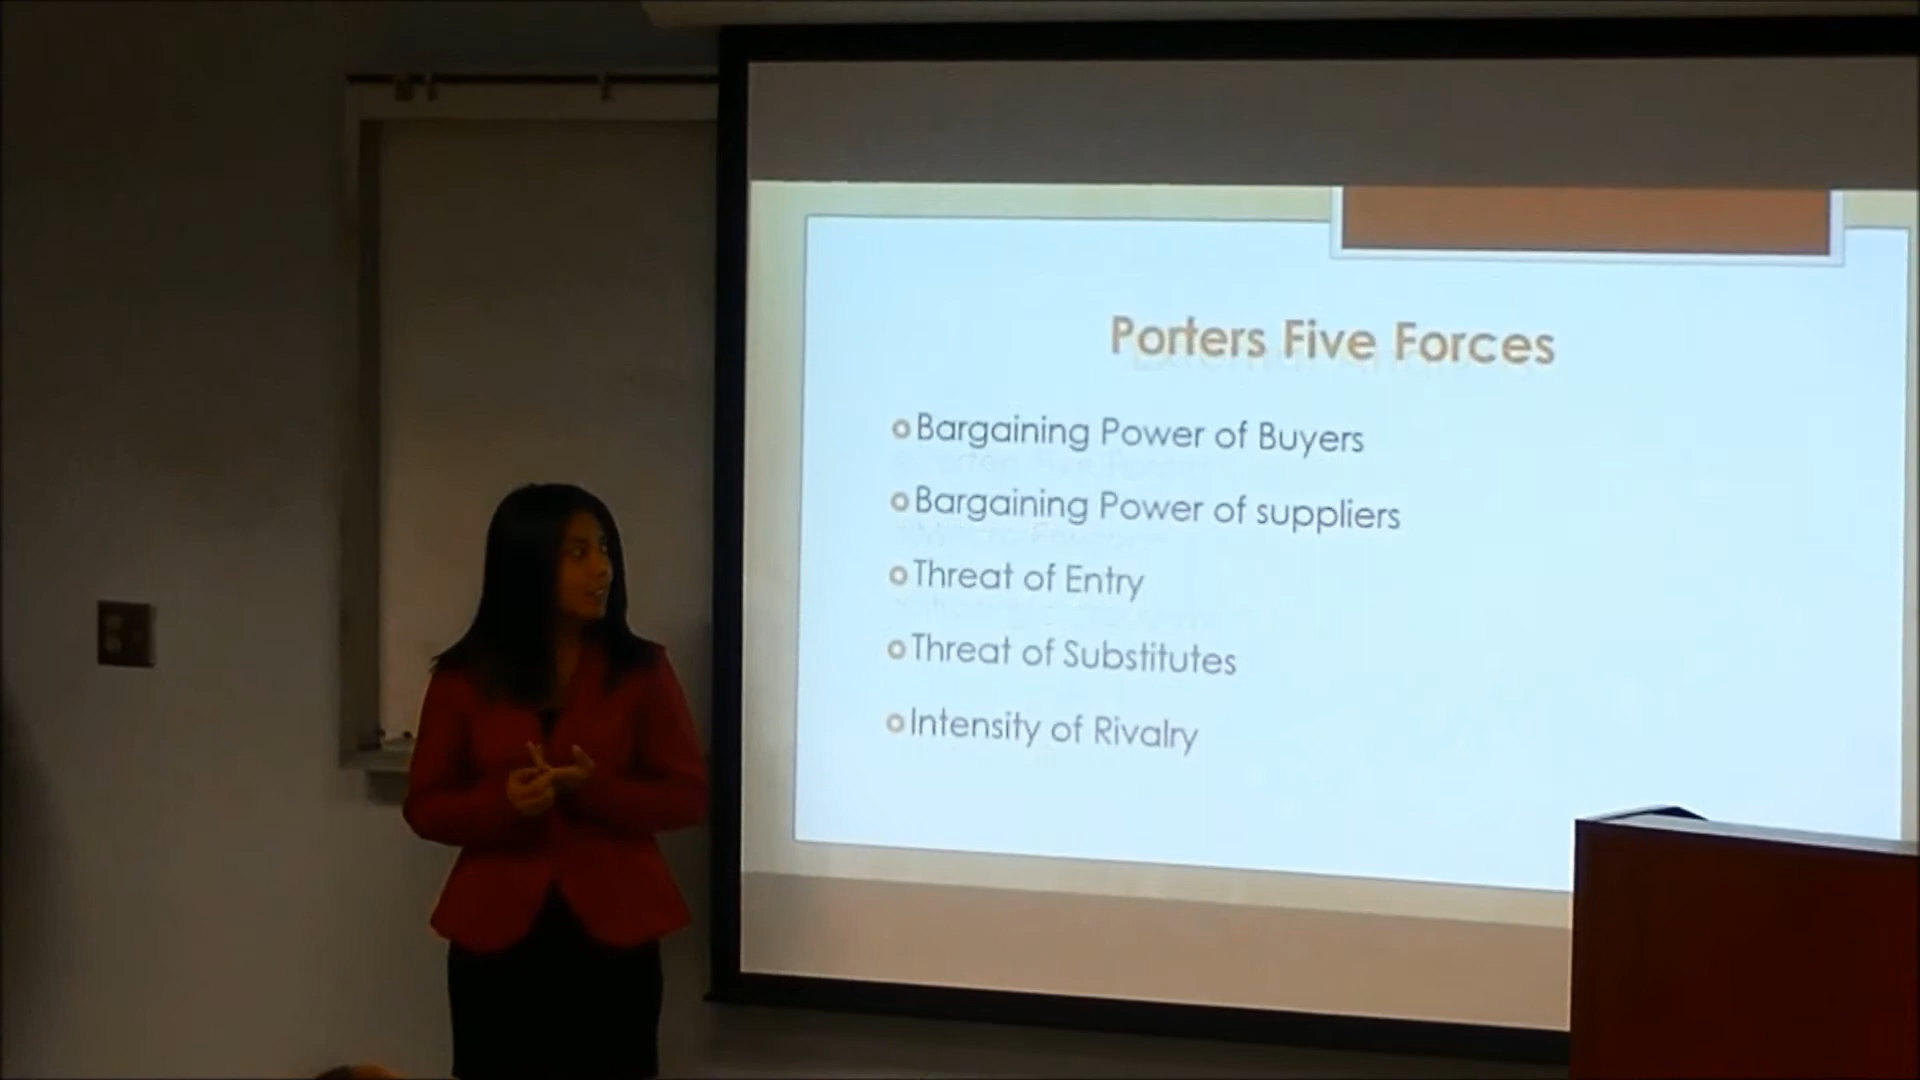 Porters Five Forces
Bargaining Power of Buyers
Bargaining Power of suppliers
Threat of Entry
Threat of Substitutes
Intensity of Rivalry